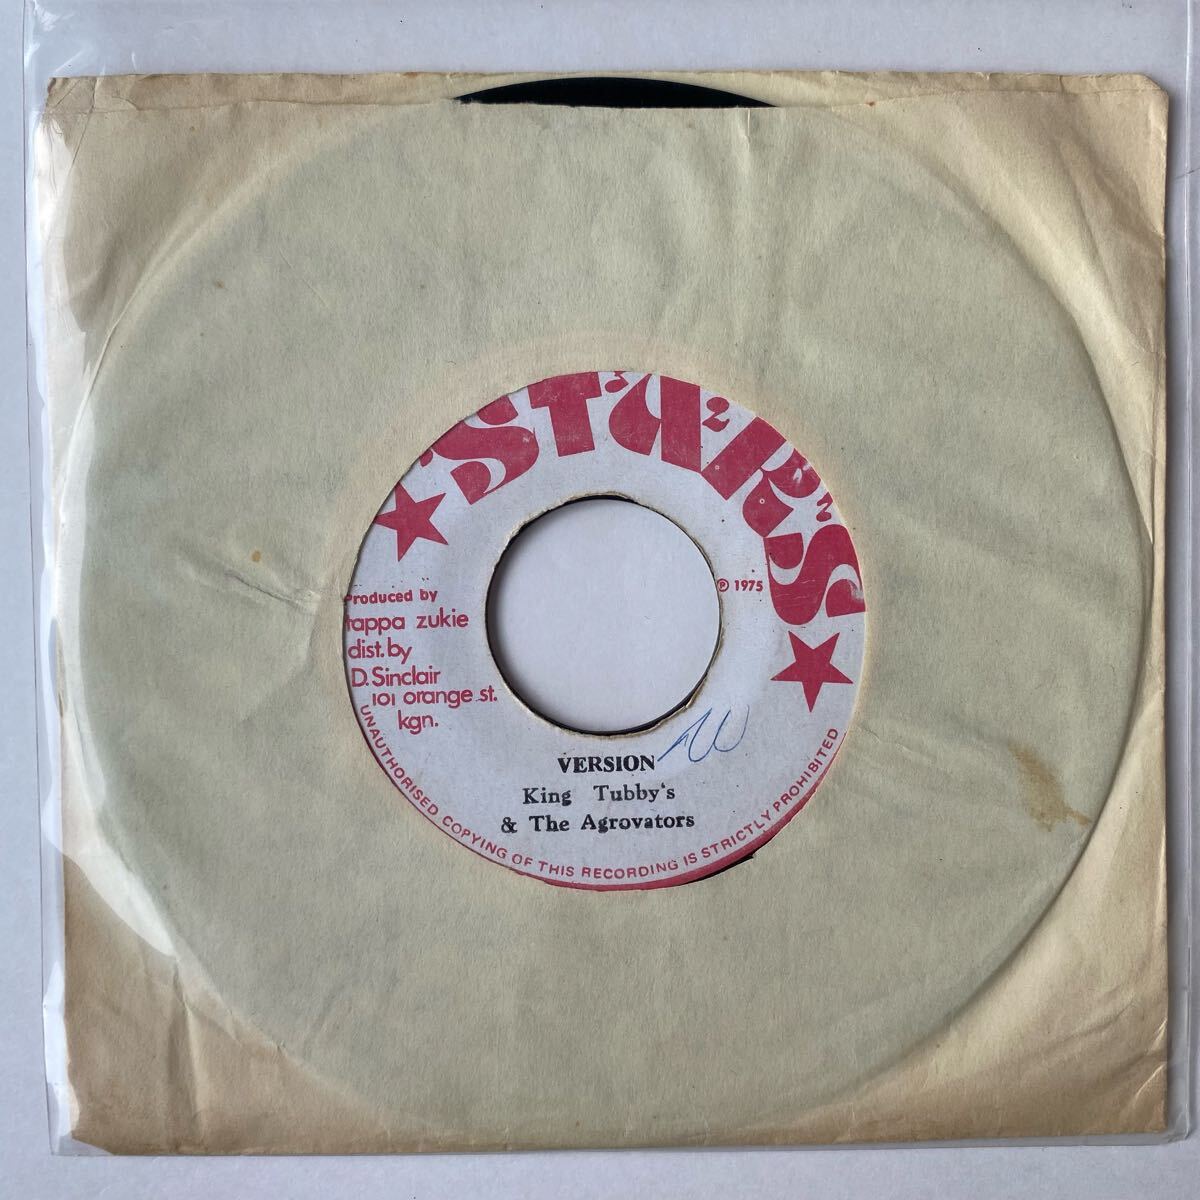 STARS
℗ 1975
Produced by
tappa zukie
dist. by
D. Sinclair
101 orange st.
kgn.
VERSION
King Tubby's
& The Agrovators
UNAUTHORISED COPYING OF THIS RECORDING IS STRICTLY PROHIBITED